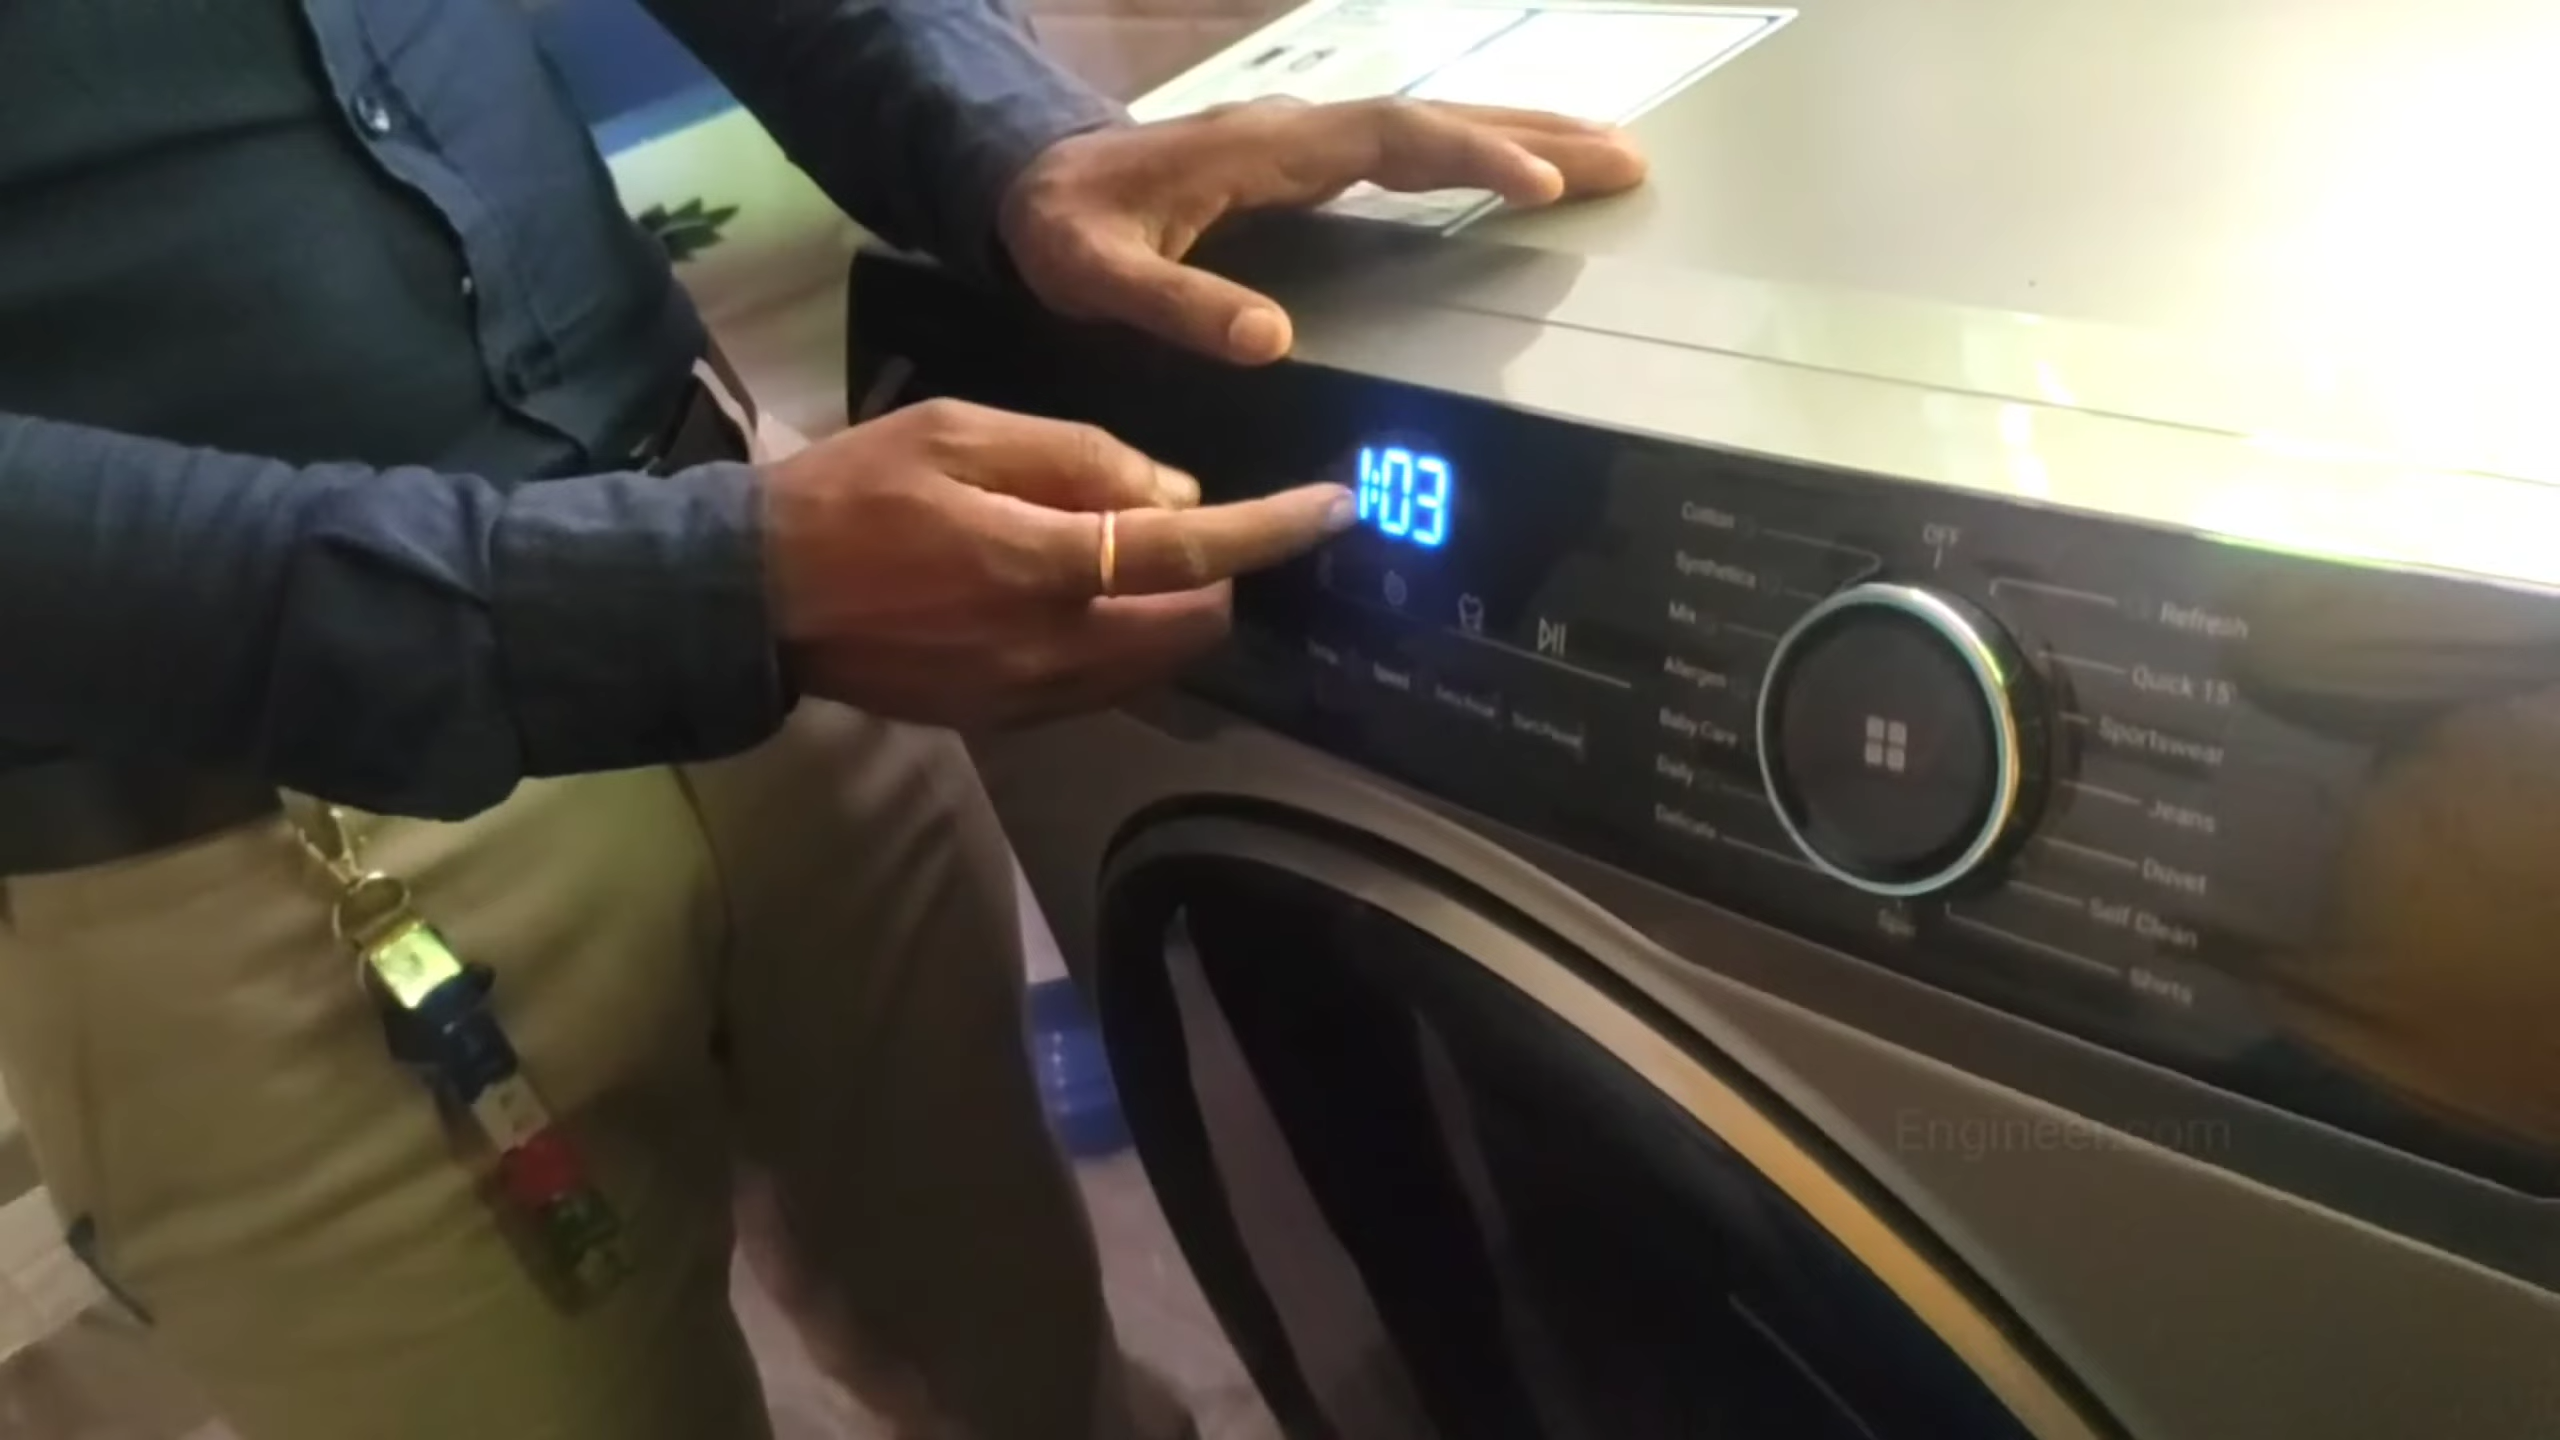 1:03
OFF
Cotton
Synthetics
Mix
Allergen
Baby Care
Daily
Delicate
Spin
Refresh
Quick 15'
Sportswear
Jeans
Duvet
Self Clean
Shirts
Speed
Engineer.com